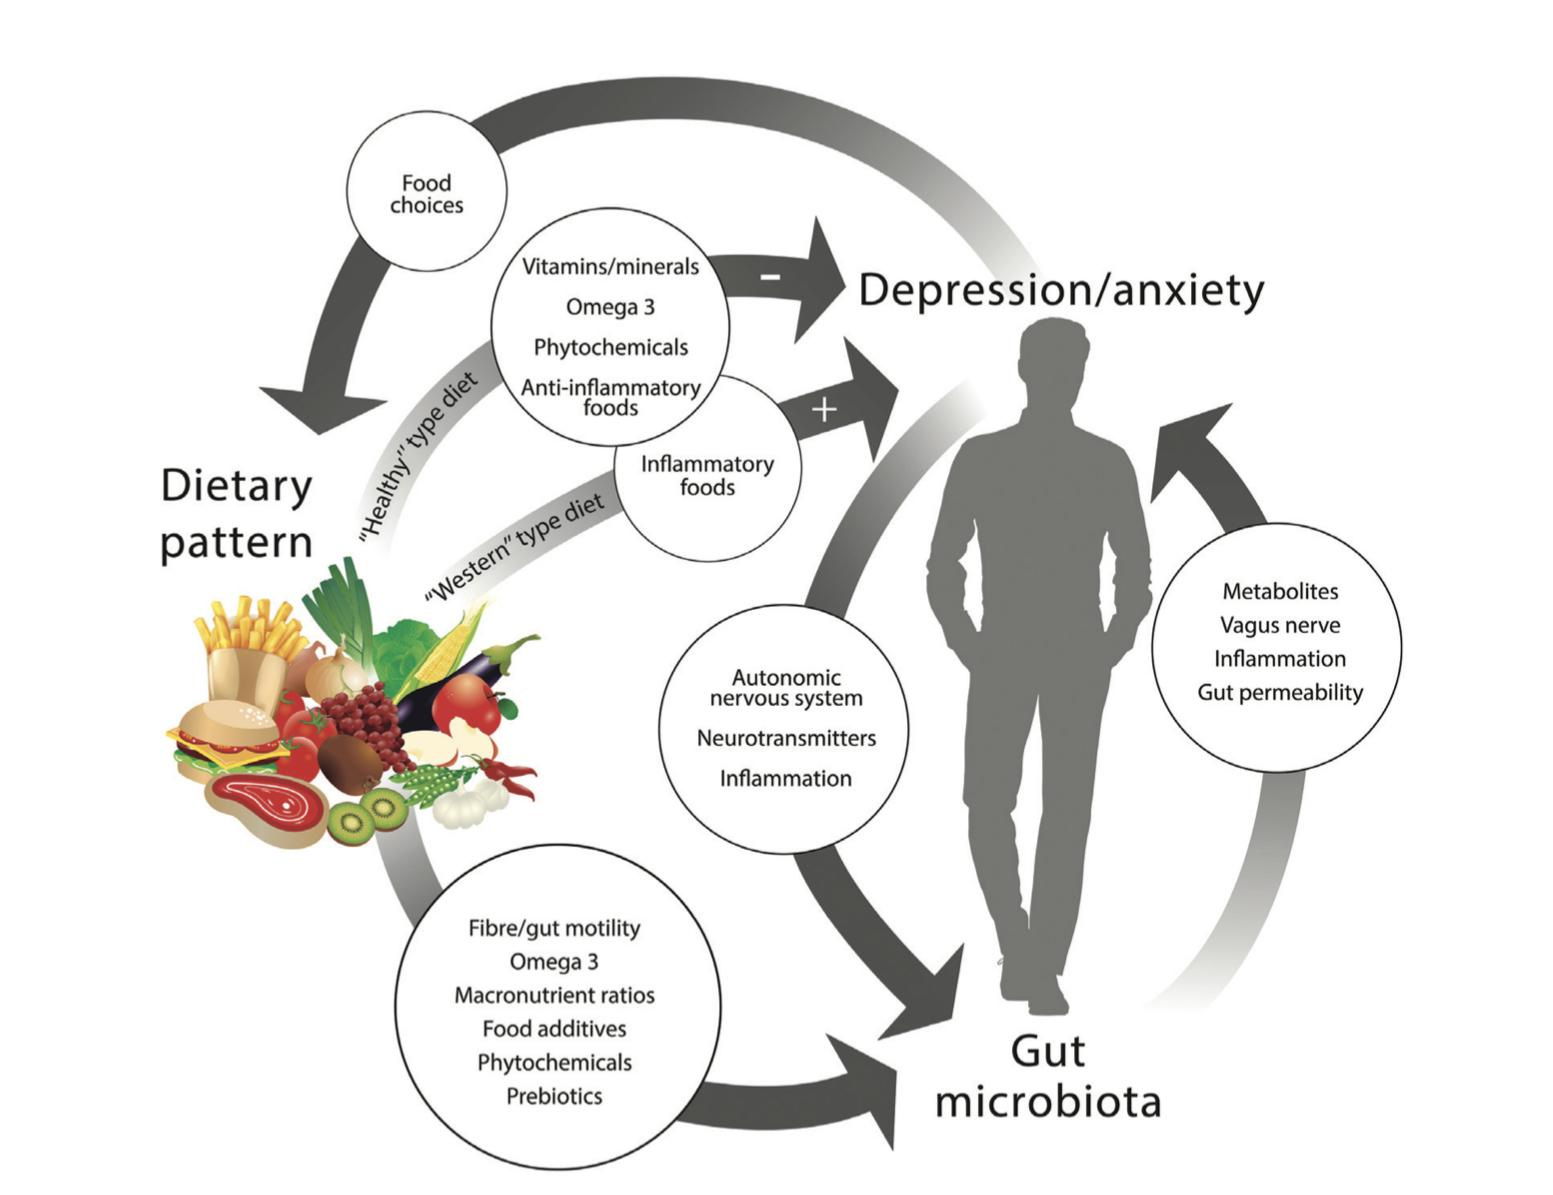 Food
choices
Vitamins/minerals
Omega 3
Phytochemicals
Anti-inflammatory
foods
-
Depression/anxiety
+
Inflammatory
foods
"Healthy" type diet
"Western" type diet
Dietary
pattern
Metabolites
Vagus nerve
Inflammation
Gut permeability
Autonomic
nervous system
Neurotransmitters
Inflammation
Fibre/gut motility
Omega 3
Macronutrient ratios
Food additives
Phytochemicals
Prebiotics
Gut
microbiota